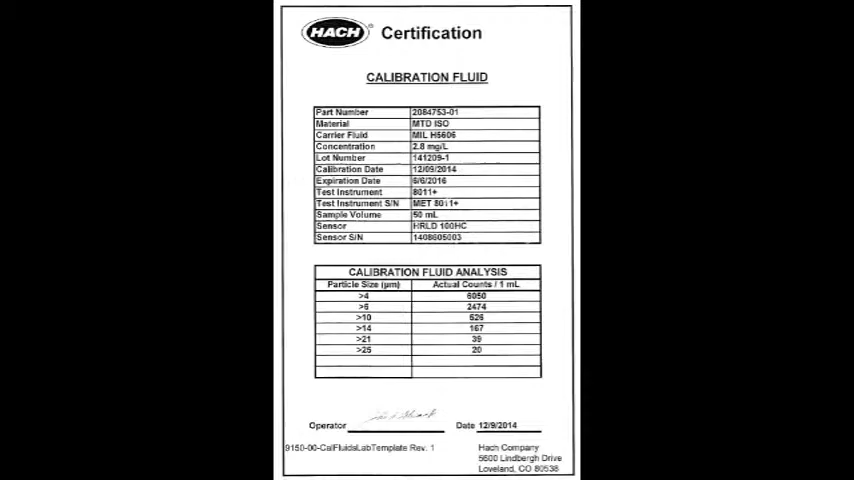 HACH® Certification
CALIBRATION FLUID
Part Number 2084753-01
Material MTD ISO
Carrier Fluid MIL H5606
Concentration 2.8 mg/L
Lot Number 141209-1
Calibration Date 12/09/2014
Expiration Date 6/6/2016
Test Instrument 8011+
Test Instrument S/N MET 8011+
Sample Volume 50 mL
Sensor HRLD 100HC
Sensor S/N 1408605003
CALIBRATION FLUID ANALYSIS
Particle Size (µm) Actual Counts / 1 mL
>4 6050
>6 2474
>10 526
>14 167
>21 39
>25 20
Operator Date 12/9/2014
9150-00-CalFluidsLabTemplate Rev. 1 Hach Company
5600 Lindbergh Drive
Loveland, CO 80538